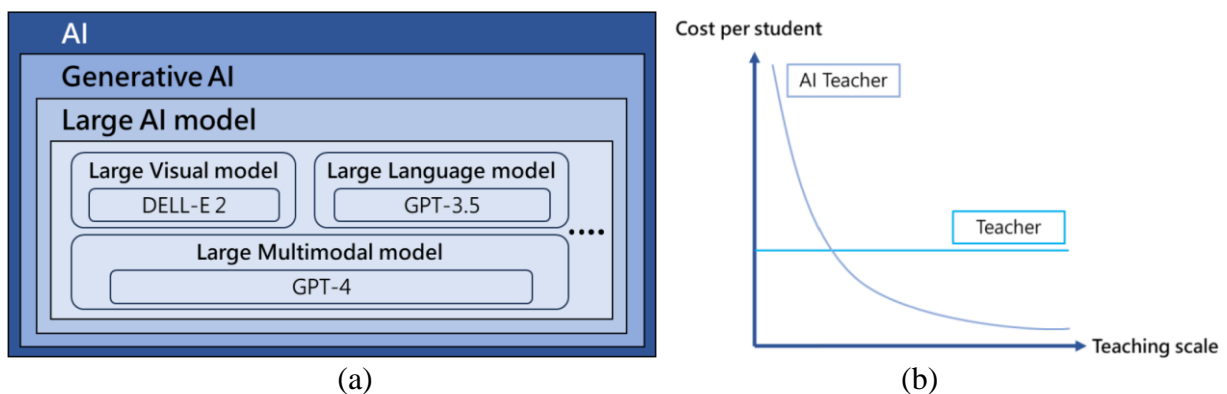 AI
Generative AI
Large AI model
Large Visual model
DELL-E 2
Large Language model
GPT-3.5
....
Large Multimodal model
GPT-4
(a)
Cost per student
AI Teacher
Teacher
Teaching scale
(b)